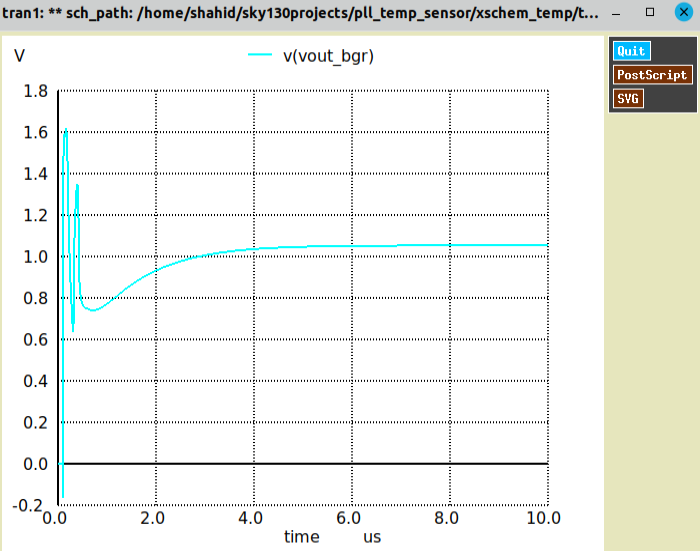 tran1: ** sch_path: /home/shahid/sky130projects/pll_temp_sensor/xschem_temp/t...
Quit
PostScript
SVG
V
v(vout_bgr)
1.8
1.6
1.4
1.2
1.0
0.8
0.6
0.4
0.2
0.0
-0.2
0.0 2.0 4.0 6.0 8.0 10.0
time us